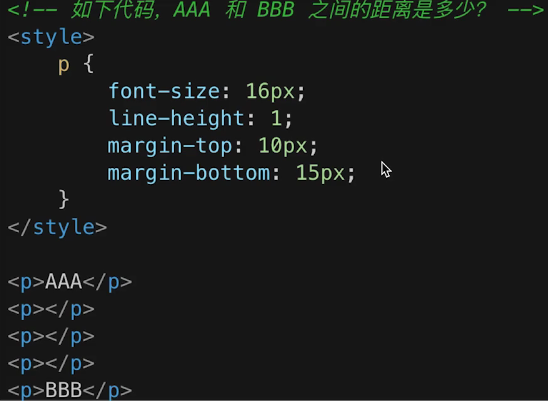 <!-- 如下代码，AAA 和 BBB 之间的距离是多少？ -->
<style>
    p {
        font-size: 16px;
        line-height: 1;
        margin-top: 10px;
        margin-bottom: 15px;
    }
</style>

<p>AAA</p>
<p></p>
<p></p>
<p></p>
<p>BBB</p>